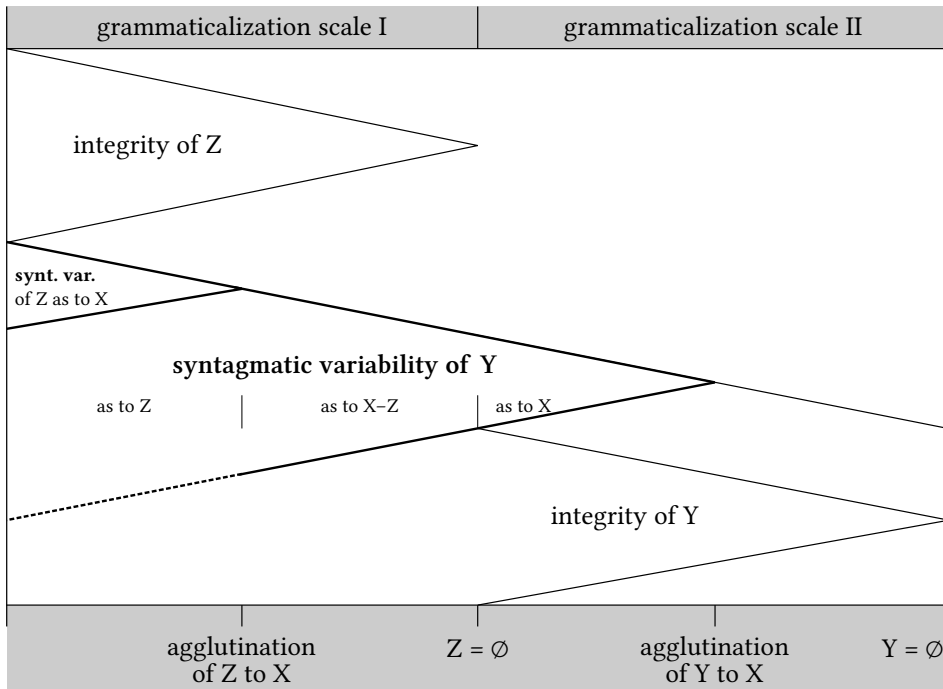 grammaticalization scale I
grammaticalization scale II
integrity of Z
synt. var.
of Z as to X
syntagmatic variability of Y
as to Z
as to X–Z
as to X
integrity of Y
agglutination
of Z to X
Z = ∅
agglutination
of Y to X
Y = ∅